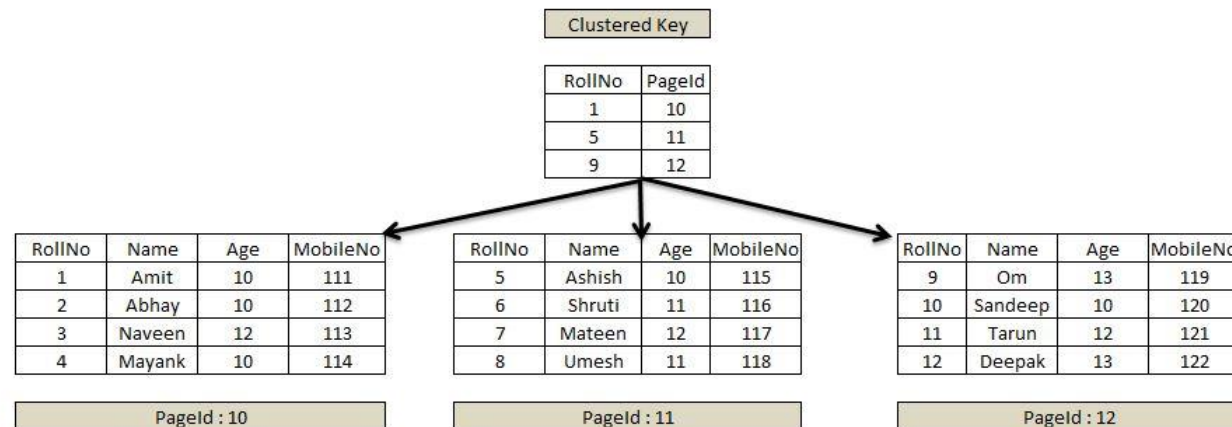 Clustered Key
RollNo PageId
1 10
5 11
9 12
RollNo Name Age MobileNo
1 Amit 10 111
2 Abhay 10 112
3 Naveen 12 113
4 Mayank 10 114
PageId : 10
RollNo Name Age MobileNo
5 Ashish 10 115
6 Shruti 11 116
7 Mateen 12 117
8 Umesh 11 118
PageId : 11
RollNo Name Age MobileNo
9 Om 13 119
10 Sandeep 10 120
11 Tarun 12 121
12 Deepak 13 122
PageId : 12